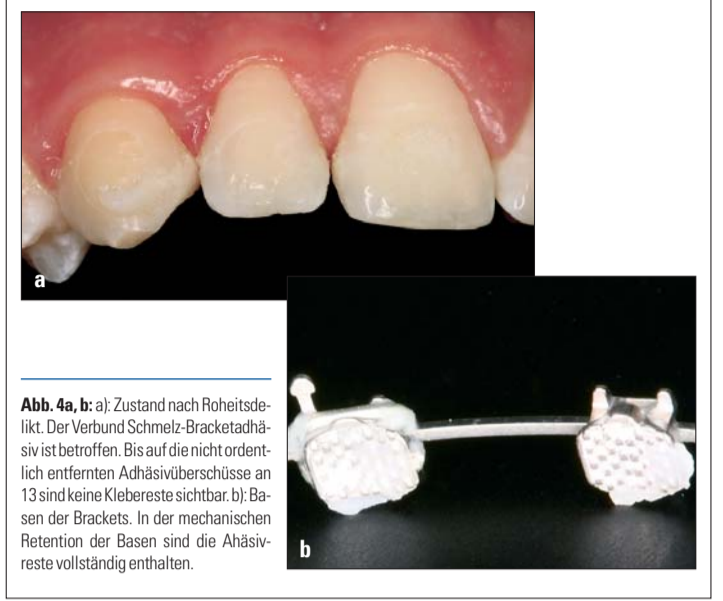 a
b
Abb. 4a, b: a): Zustand nach Roheitsde-
likt. Der Verbund Schmelz-Bracketadhä-
siv ist betroffen. Bis auf die nicht ordent-
lich entfernten Adhäsivüberschüsse an
13 sind keine Klebereste sichtbar. b): Ba-
sen der Brackets. In der mechanischen
Retention der Basen sind die Ahäsiv-
reste vollständig enthalten.